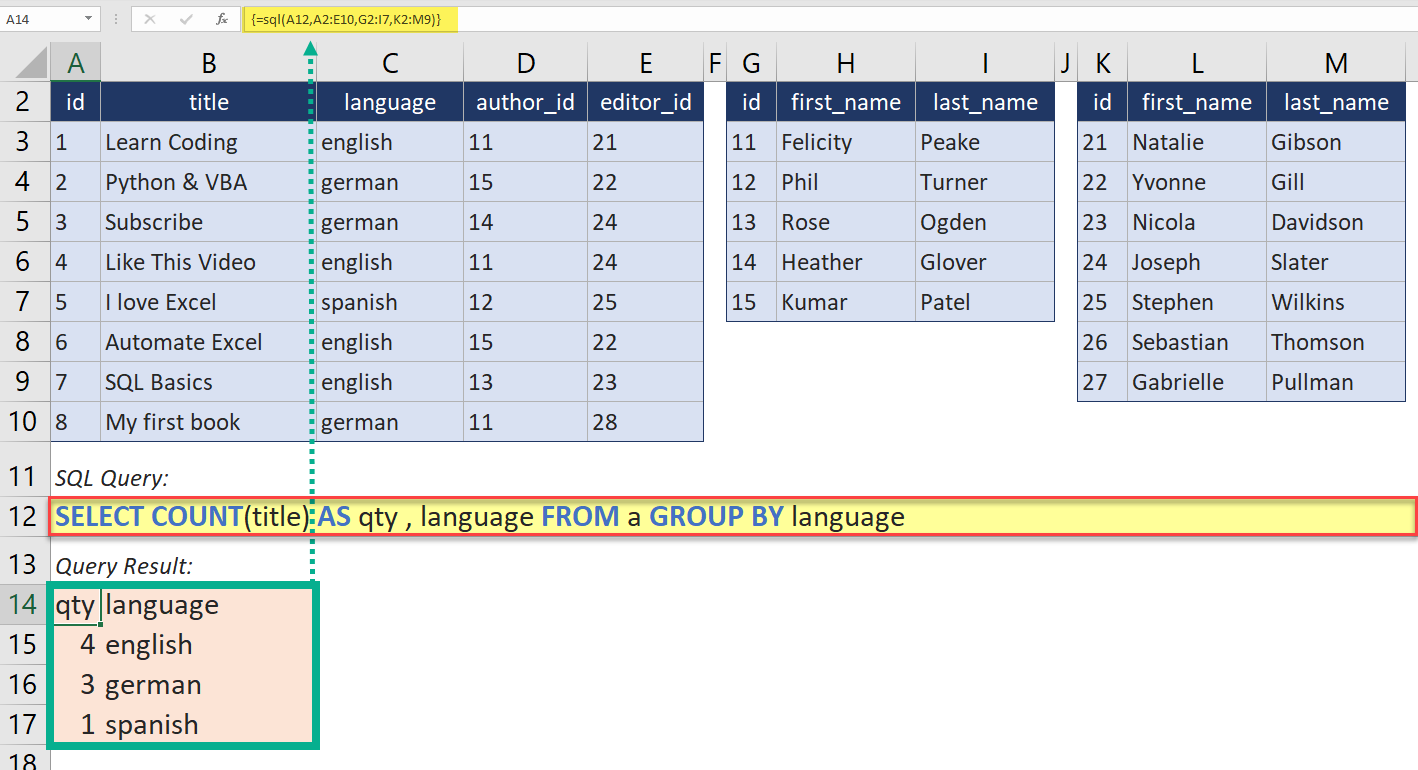 A14 fx {=sql(A12,A2:E10,G2:I7,K2:M9)}
A B C D E F G H I J K L M
2 id title language author_id editor_id id first_name last_name id first_name last_name
3 1 Learn Coding english 11 21 11 Felicity Peake 21 Natalie Gibson
4 2 Python & VBA german 15 22 12 Phil Turner 22 Yvonne Gill
5 3 Subscribe german 14 24 13 Rose Ogden 23 Nicola Davidson
6 4 Like This Video english 11 24 14 Heather Glover 24 Joseph Slater
7 5 I love Excel spanish 12 25 15 Kumar Patel 25 Stephen Wilkins
8 6 Automate Excel english 15 22 26 Sebastian Thomson
9 7 SQL Basics english 13 23 27 Gabrielle Pullman
10 8 My first book german 11 28
11 SQL Query:
12 SELECT COUNT(title) AS qty , language FROM a GROUP BY language
13 Query Result:
14 qty language
15 4 english
16 3 german
17 1 spanish
18